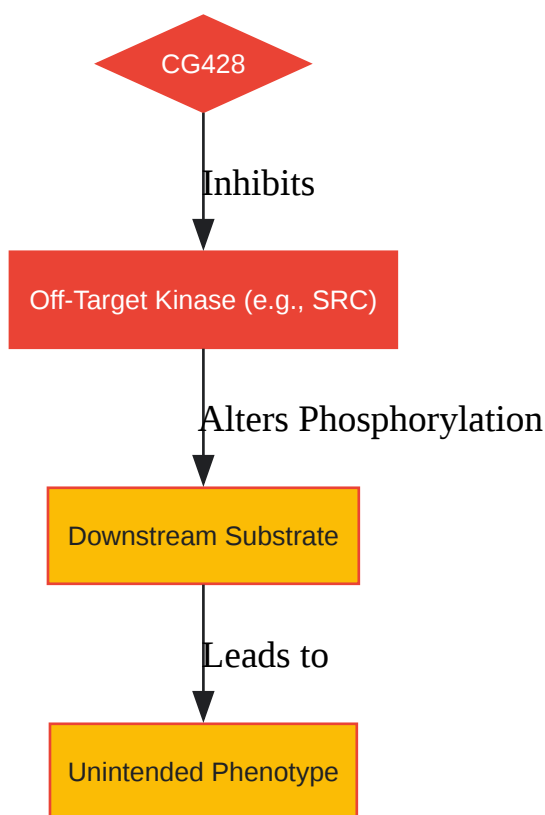 CG428
Inhibits
Off-Target Kinase (e.g., SRC)
Alters Phosphorylation
Downstream Substrate
Leads to
Unintended Phenotype